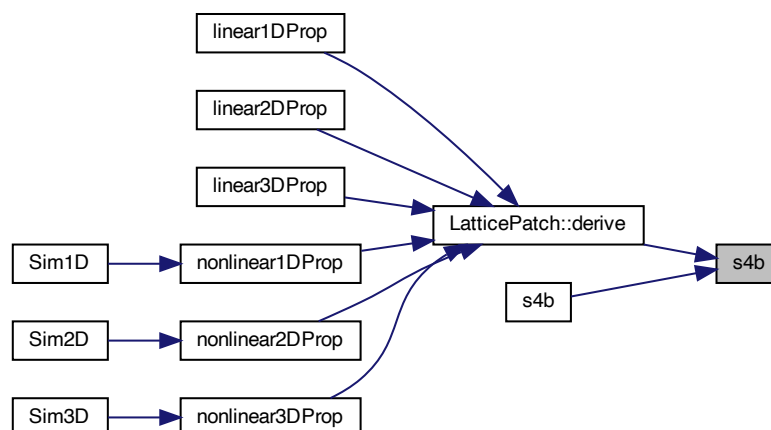 linear1DProp
linear2DProp
linear3DProp
LatticePatch::derive
Sim1D
nonlinear1DProp
s4b
s4b
Sim2D
nonlinear2DProp
Sim3D
nonlinear3DProp